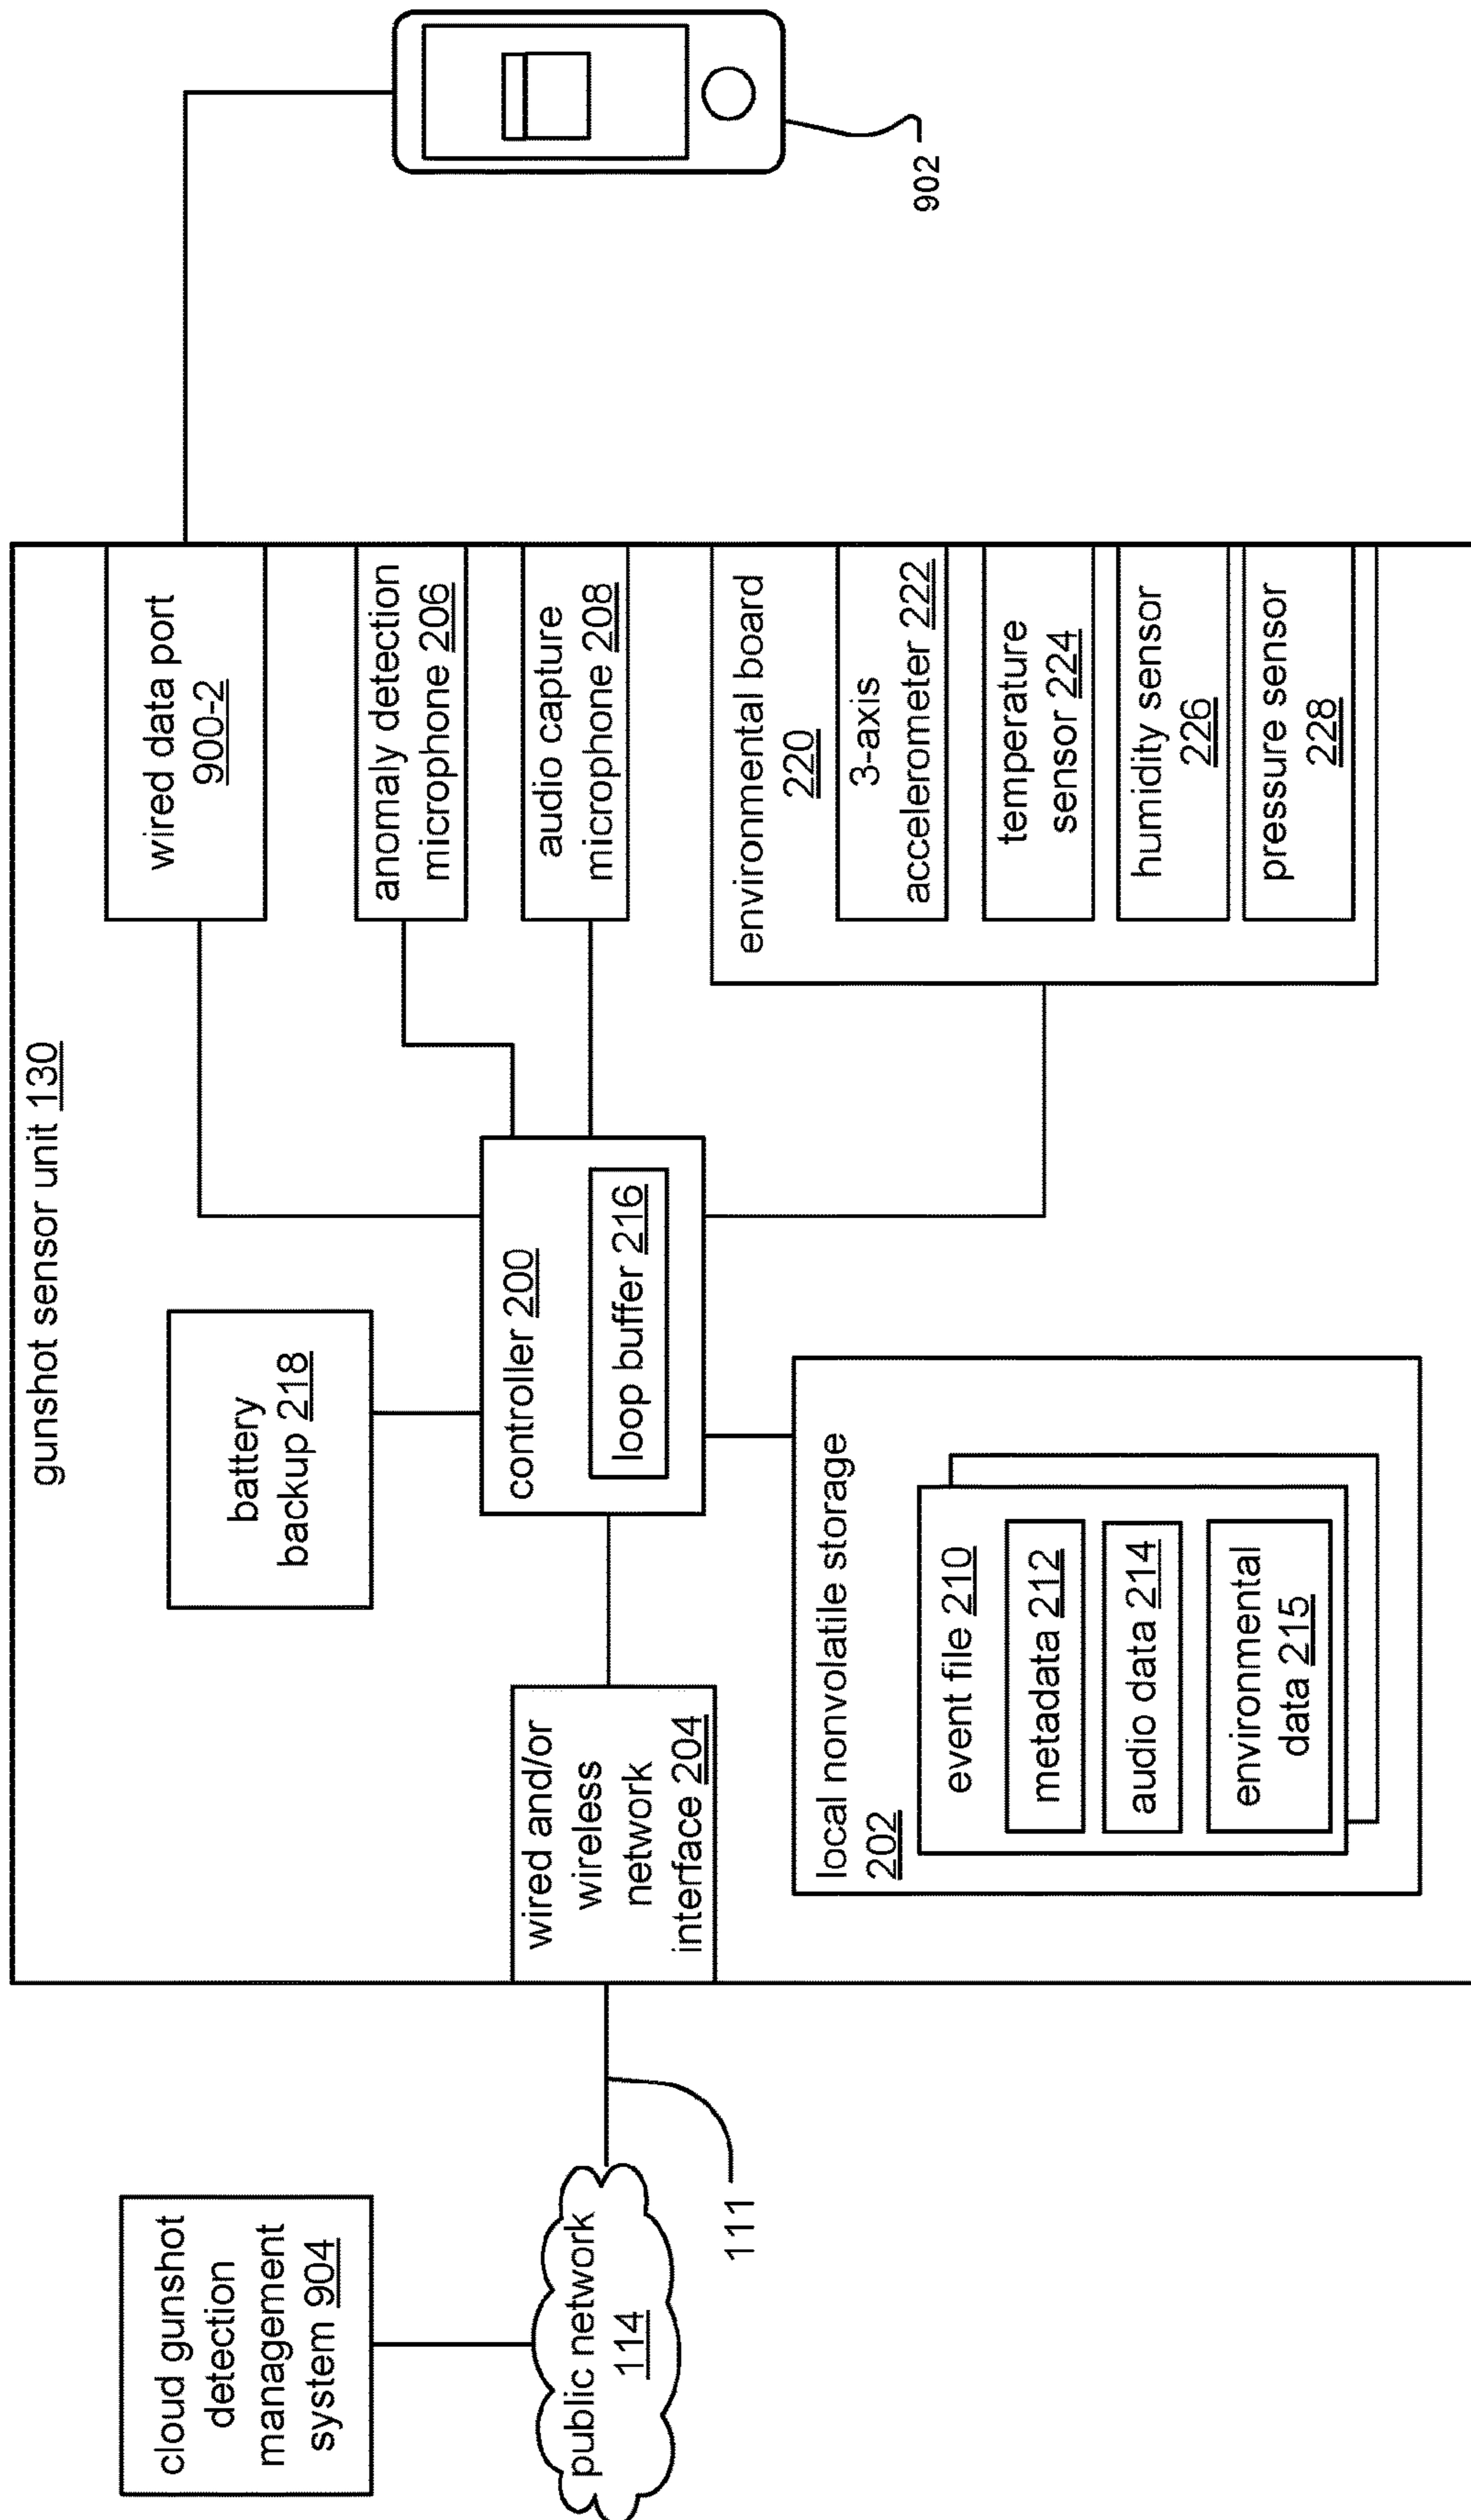 gunshot sensor unit 130
cloud gunshot
detection
management
system 904
public network
114
111
wired and/or
wireless
network
interface 204
battery
backup 218
controller 200
loop buffer 216
local nonvolatile storage
202
event file 210
metadata 212
audio data 214
environmental
data 215
wired data port
900-2
anomaly detection
microphone 206
audio capture
microphone 208
environmental board
220
3-axis
accelerometer 222
temperature
sensor 224
humidity sensor
226
pressure sensor
228
902